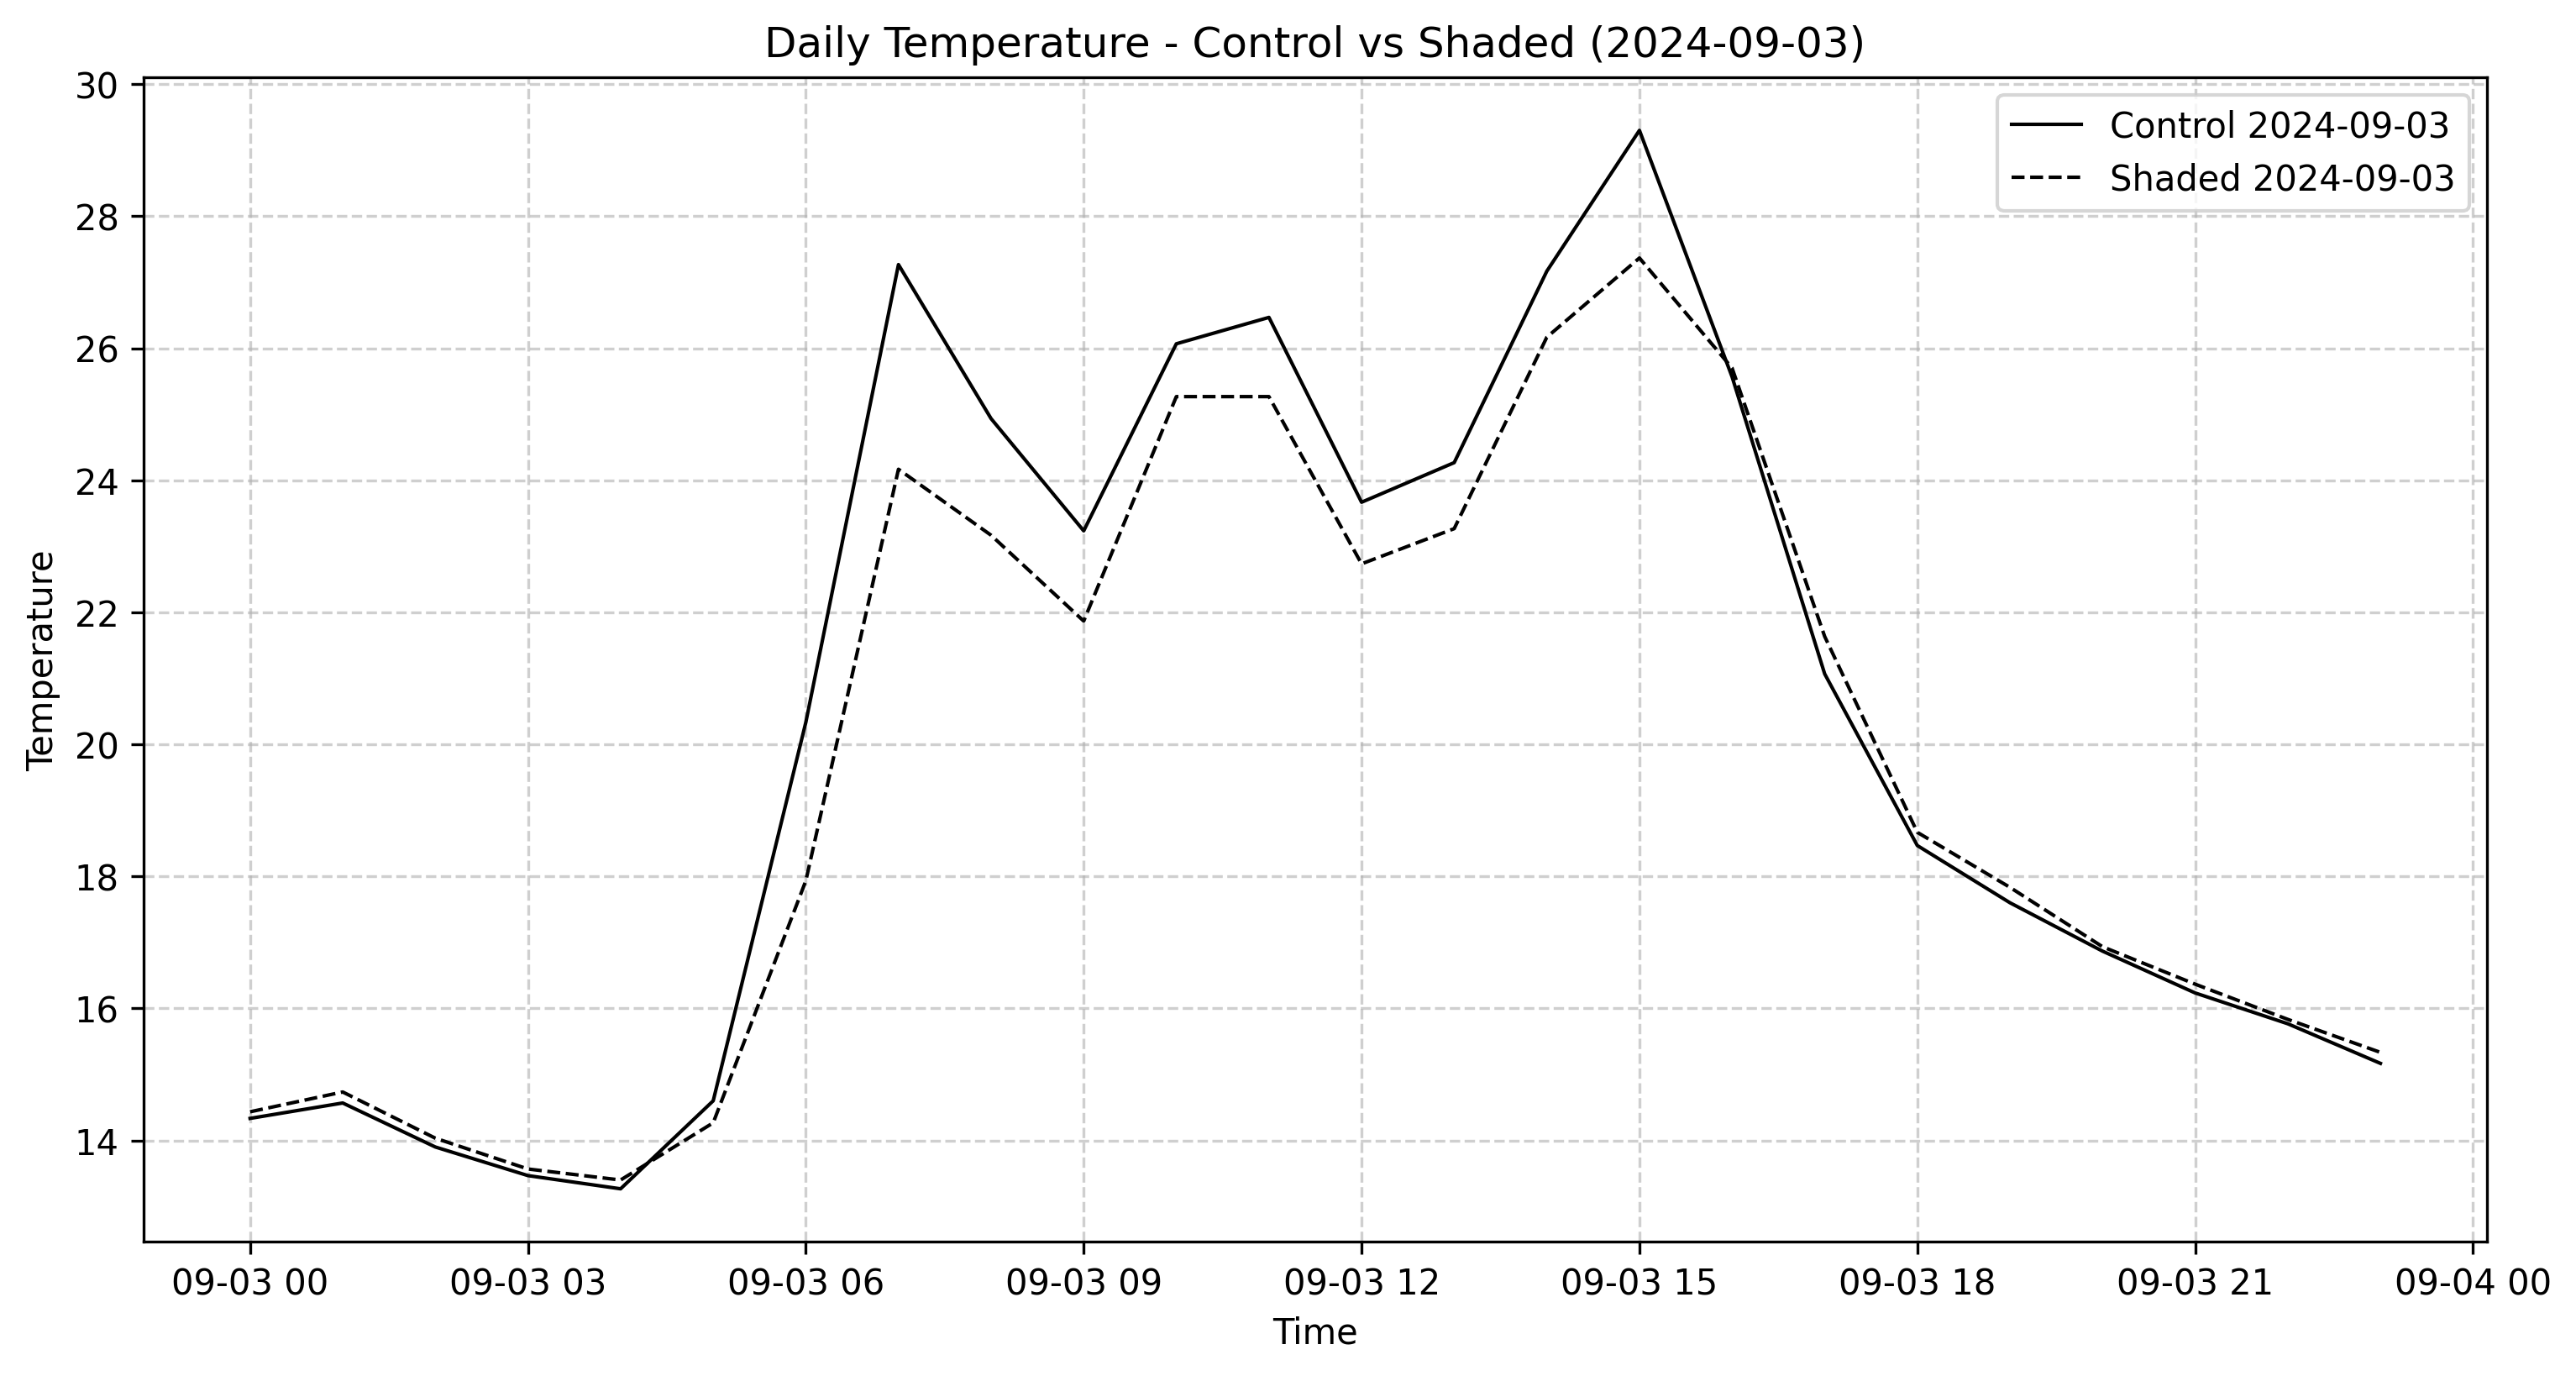 Daily Temperature - Control vs Shaded (2024-09-03)
Control 2024-09-03
Shaded 2024-09-03
30
28
26
24
22
20
18
16
14
Temperature
09-03 00 09-03 03 09-03 06 09-03 09 09-03 12 09-03 15 09-03 18 09-03 21 09-04 00
Time